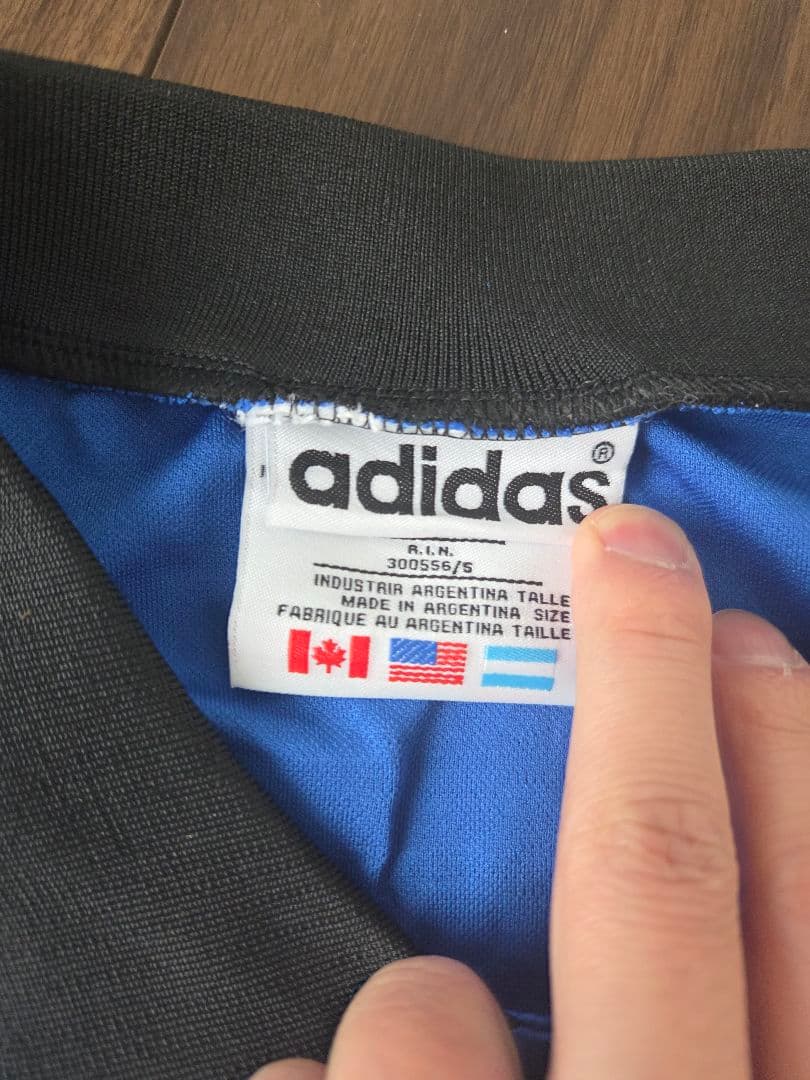 adidas®
R.I.N.
300556/5
INDUSTRIA ARGENTINA TALLE
MADE IN ARGENTINA SIZE
FABRIQUE AU ARGENTINA TAILLE